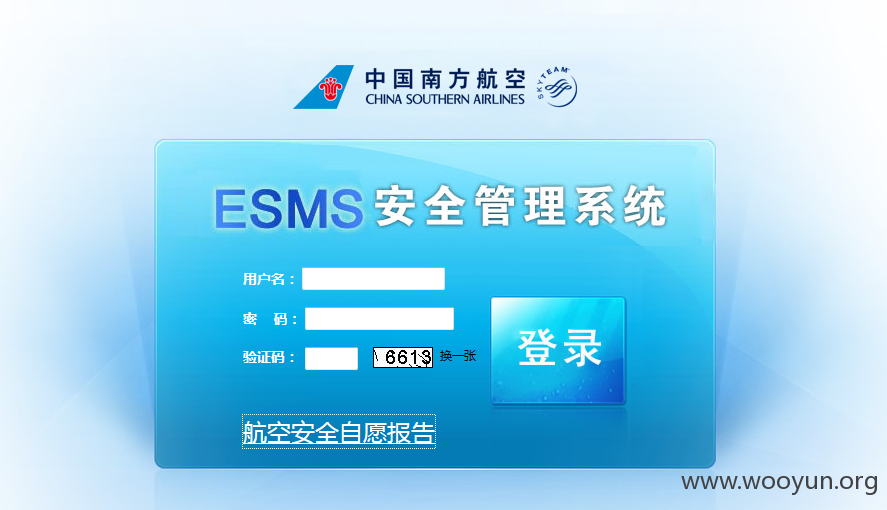 中国南方航空
CHINA SOUTHERN AIRLINES
SKYTEAM
ESMS 安全管理系统
用户名：
密 码：
验证码： 6613 换一张
登录
航空安全自愿报告
www.wooyun.org